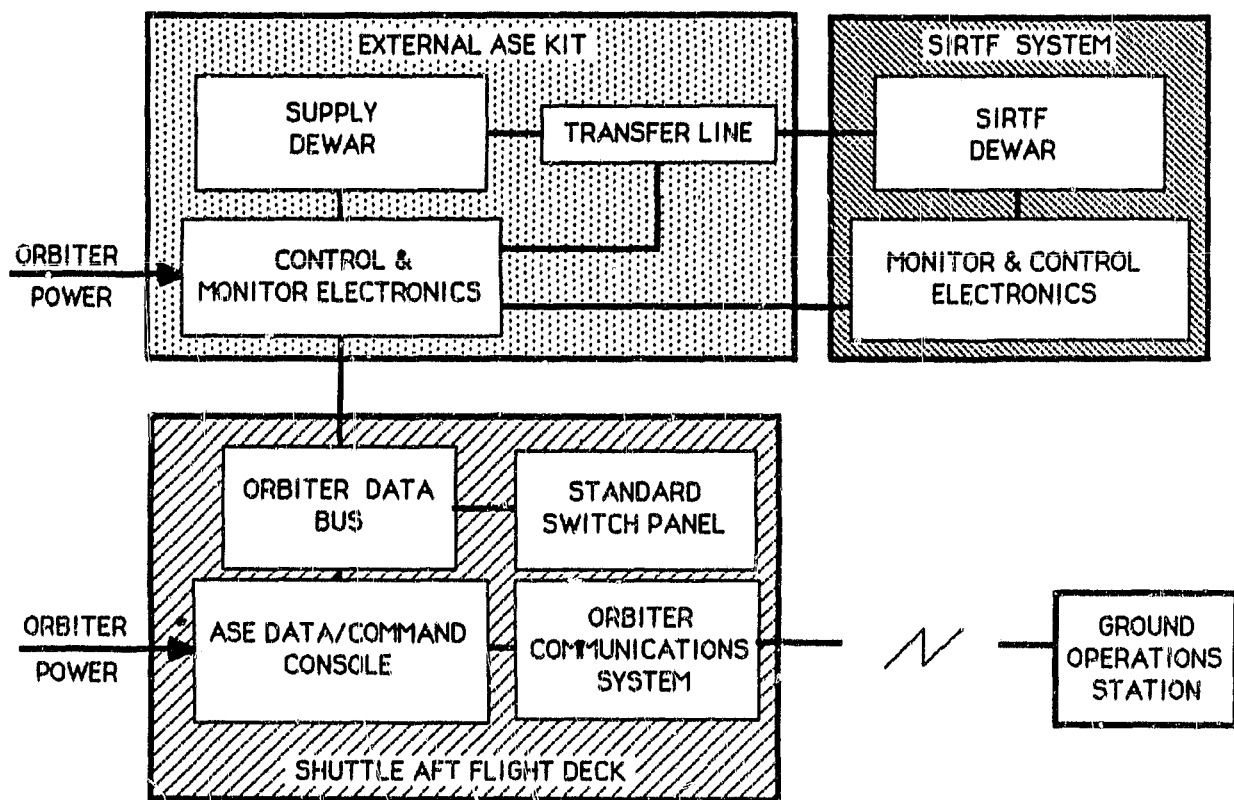 EXTERNAL ASE KIT
SIRTF SYSTEM
SUPPLY
DEWAR
TRANSFER LINE
SIRTF
DEWAR
ORBITER
POWER
CONTROL &
MONITOR ELECTRONICS
MONITOR & CONTROL
ELECTRONICS
ORBITER DATA
BUS
STANDARD
SWITCH PANEL
ORBITER
POWER
ASE DATA/COMMAND
CONSOLE
ORBITER
COMMUNICATIONS
SYSTEM
GROUND
OPERATIONS
STATION
SHUTTLE AFT FLIGHT DECK